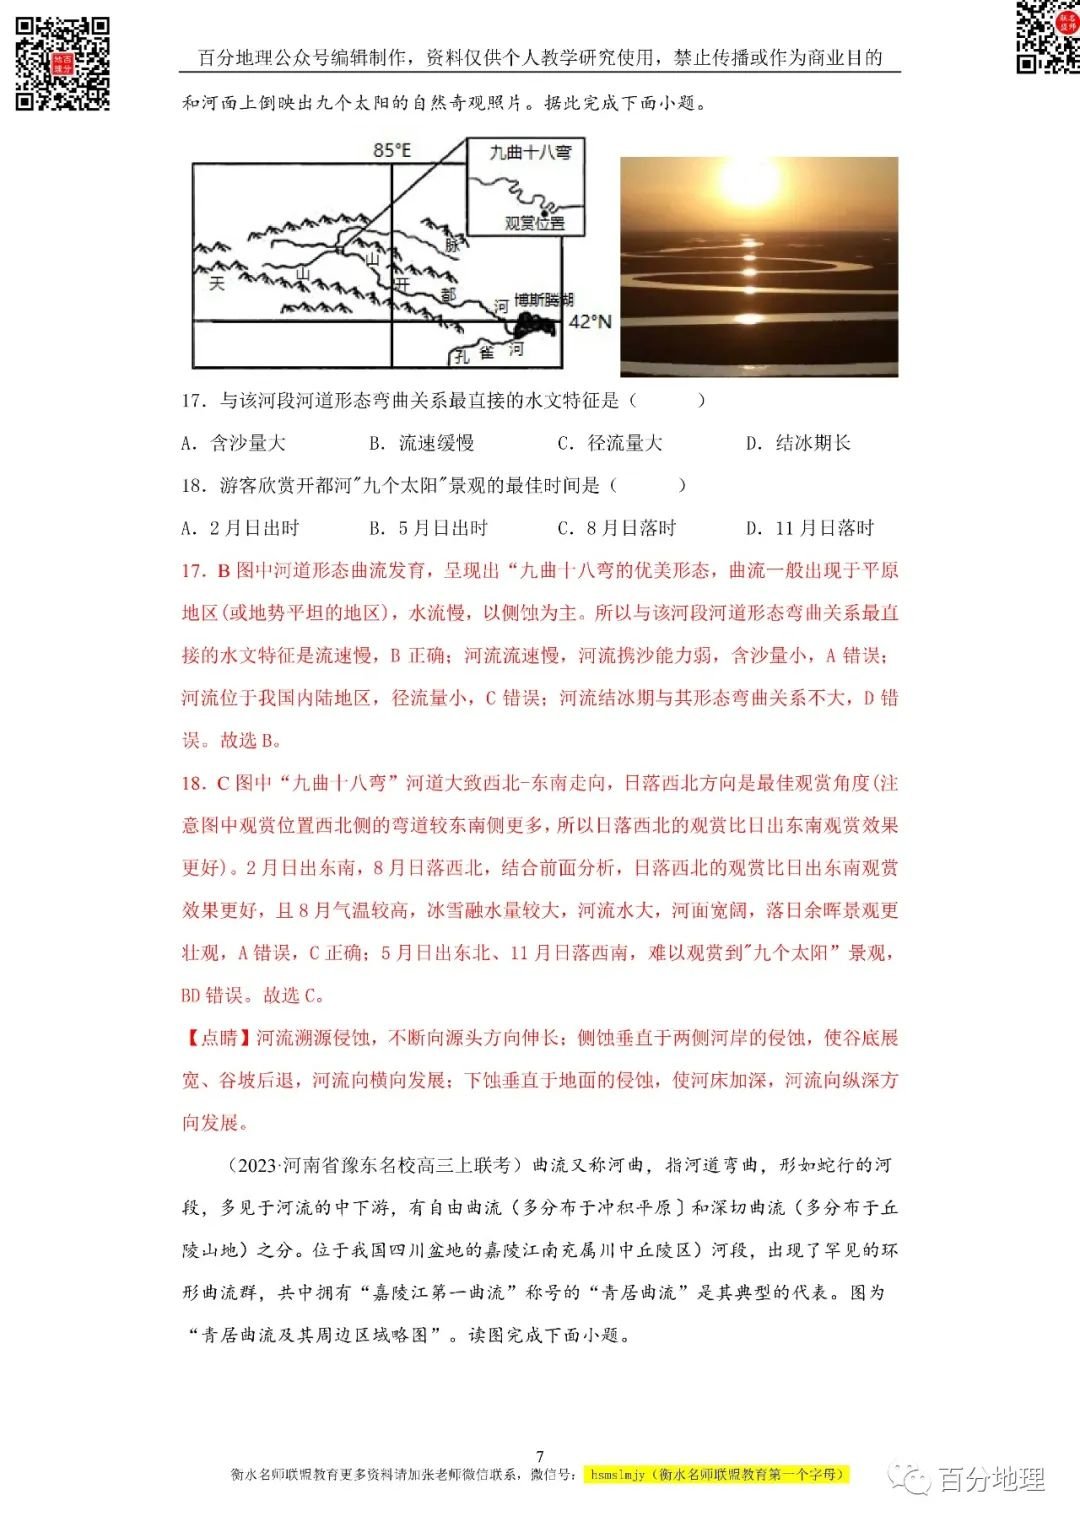 百分地理公众号编辑制作，资料仅供个人教学研究使用，禁止传播或作为商业目的
和河面上倒映出九个太阳的自然奇观照片。据此完成下面小题。
85°E
九曲十八弯
观赏位置
天
山
山
脉
开
都
河
博斯腾湖
42°N
孔
雀
河
17．与该河段河道形态弯曲关系最直接的水文特征是（　　）
A．含沙量大　B．流速缓慢　C．径流量大　D．结冰期长
18．游客欣赏开都河"九个太阳"景观的最佳时间是（　　）
A．2月日出时　B．5月日出时　C．8月日落时　D．11月日落时
17．B 图中河道形态曲流发育，呈现出“九曲十八弯的优美形态，曲流一般出现于平原
地区(或地势平坦的地区)，水流慢，以侧蚀为主。所以与该河段河道形态弯曲关系最直
接的水文特征是流速慢，B 正确；河流流速慢，河流携沙能力弱，含沙量小，A 错误；
河流位于我国内陆地区，径流量小，C 错误；河流结冰期与其形态弯曲关系不大，D 错
误。故选 B。
18．C 图中“九曲十八弯”河道大致西北-东南走向，日落西北方向是最佳观赏角度(注
意图中观赏位置西北侧的弯道较东南侧更多，所以日落西北的观赏比日出东南观赏效果
更好)。2 月日出东南，8 月日落西北，结合前面分析，日落西北的观赏比日出东南观赏
效果更好，且 8 月气温较高，冰雪融水量较大，河流水大，河面宽阔，落日余晖景观更
壮观，A 错误，C 正确；5 月日出东北、11 月日落西南，难以观赏到"九个太阳”景观，
BD 错误。故选 C。
【点睛】河流溯源侵蚀，不断向源头方向伸长；侧蚀垂直于两侧河岸的侵蚀，使谷底展
宽、谷坡后退，河流向横向发展；下蚀垂直于地面的侵蚀，使河床加深，河流向纵深方
向发展。
（2023·河南省豫东名校高三上联考）曲流又称河曲，指河道弯曲，形如蛇行的河
段，多见于河流的中下游，有自由曲流（多分布于冲积平原〕和深切曲流（多分布于丘
陵山地）之分。位于我国四川盆地的嘉陵江南充属川中丘陵区）河段，出现了罕见的环
形曲流群，共中拥有“嘉陵江第一曲流”称号的“青居曲流”是其典型的代表。图为
“青居曲流及其周边区域略图”。读图完成下面小题。
7
衡水名师联盟教育更多资料请加张老师微信联系，微信号：hsmslmjy（衡水名师联盟教育第一个字母）
百分地理